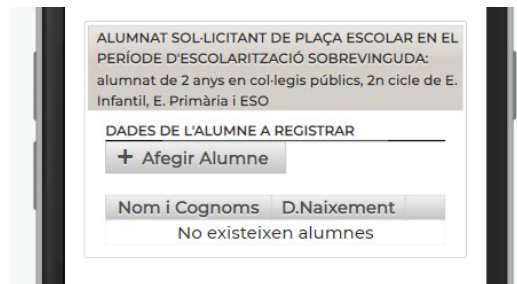 ALUMNAT SOL·LICITANT DE PLAÇA ESCOLAR EN EL
PERÍODE D'ESCOLARITZACIÓ SOBREVINGUDA:
alumnat de 2 anys en col·legis públics, 2n cicle de E.
Infantil, E. Primària i ESO
DADES DE L'ALUMNE A REGISTRAR
+ Afegir Alumne
Nom i Cognoms D.Naixement
No existeixen alumnes